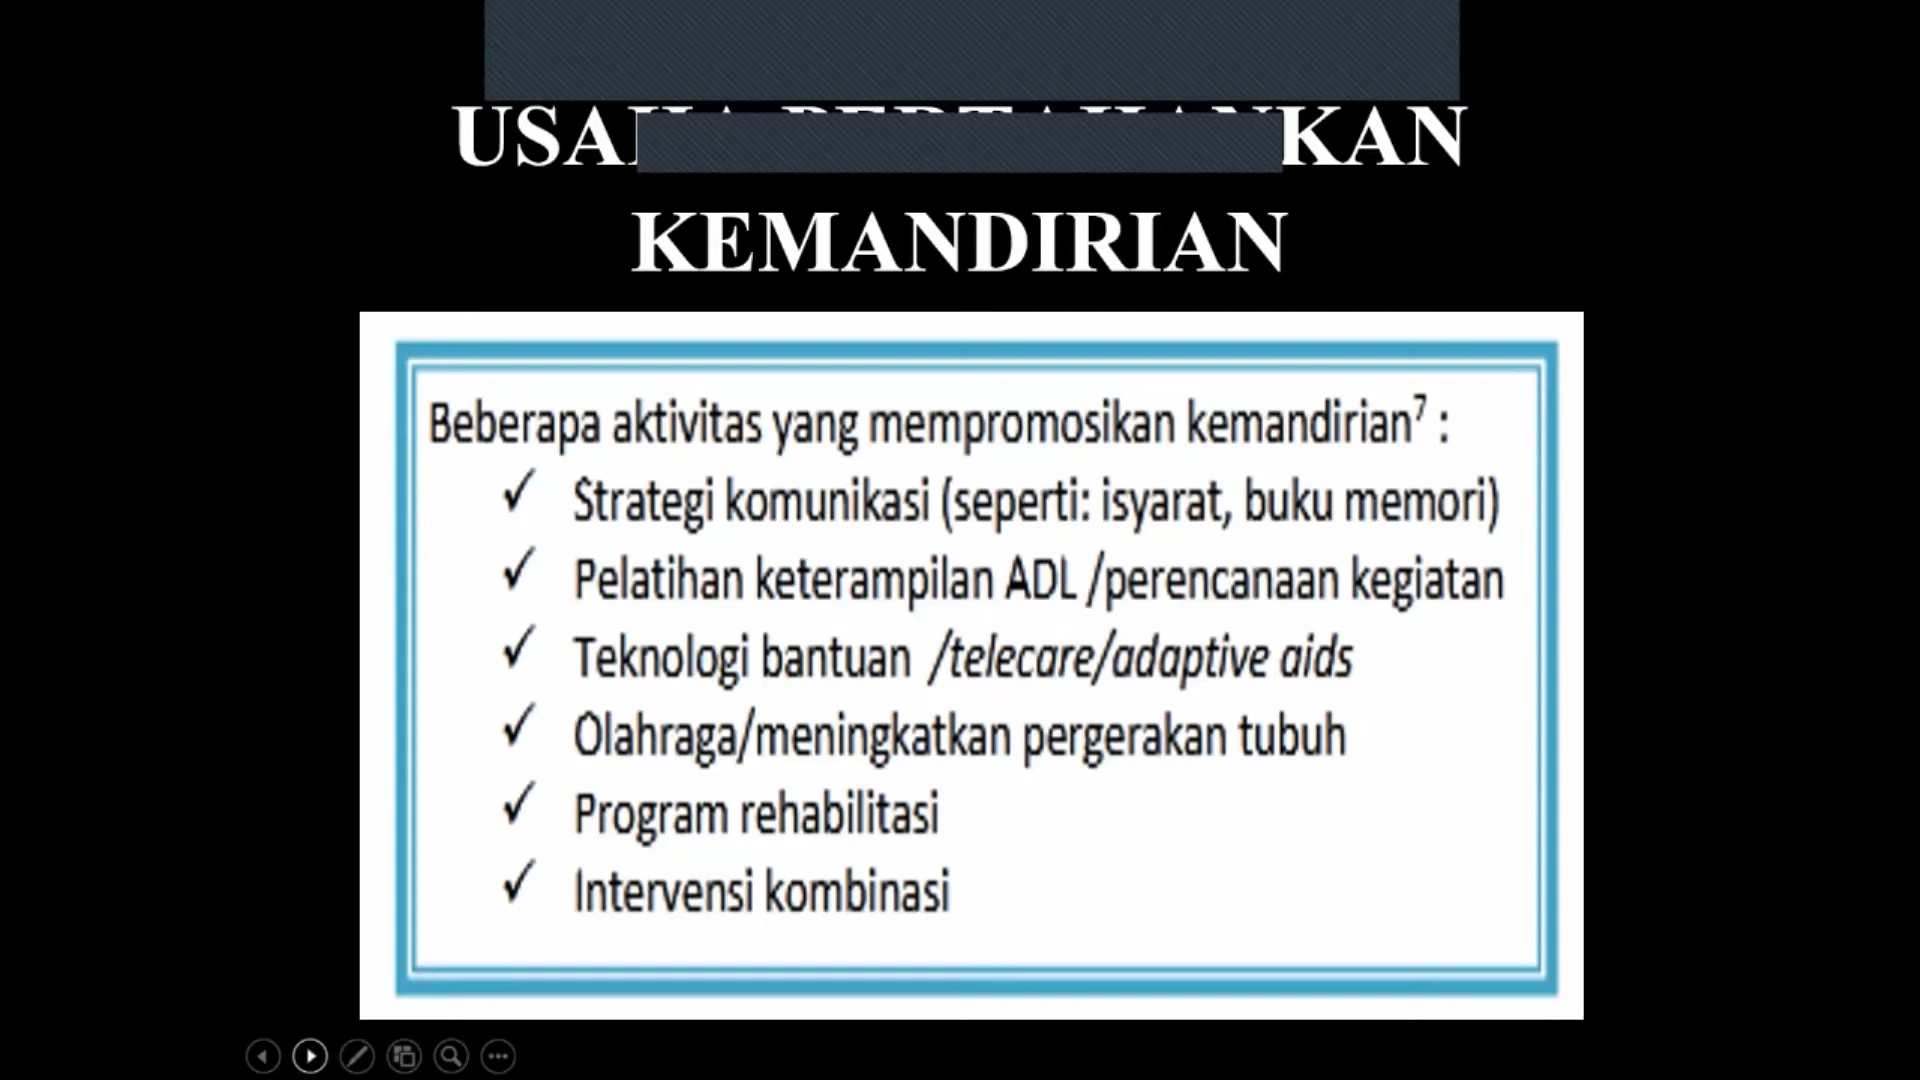 USAHA PERTAHANKAN
KEMANDIRIAN
Beberapa aktivitas yang mempromosikan kemandirian⁷ :
✓ Strategi komunikasi (seperti: isyarat, buku memori)
✓ Pelatihan keterampilan ADL /perencanaan kegiatan
✓ Teknologi bantuan /telecare/adaptive aids
✓ Olahraga/meningkatkan pergerakan tubuh
✓ Program rehabilitasi
✓ Intervensi kombinasi